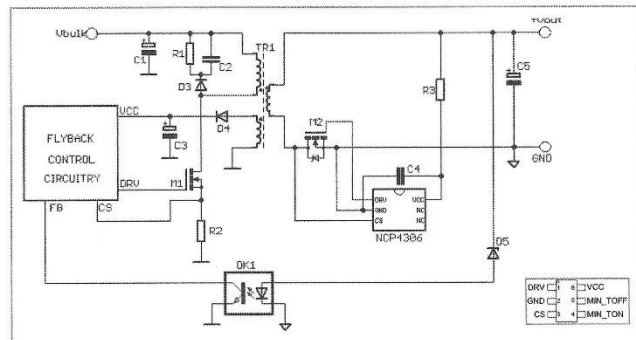 Vbulk
+Vout
TR1
R1
C2
C1
C5
R3
D3
M2
VCC
D4
C3
FLYBACK
CONTROL
CIRCUITRY
C4
GND
DRV
M1
DRV VCC
GND NC
CS NC
NCP4306
FB
CS
R2
D5
OK1
DRV 1 6 VCC
GND 2 5 MIN_TOFF
CS 3 4 MIN_TON